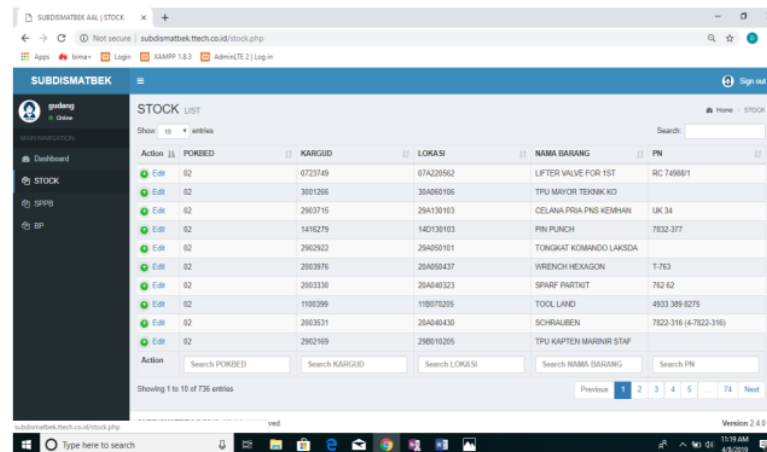 SUBDISMATBEK AAL | STOCK
Not secure | subdismatbek.ttech.co.id/stock.php
Apps bima+ Login XAMPP 1.8.3 AdminLTE 2 | Log in
SUBDISMATBEK Sign out
gudang
Online
MAIN NAVIGATION
Dashboard
STOCK
SPPB
BP
STOCK LIST
Home STOCK
Show 10 entries Search:
Action POKBED KARGUD LOKASI NAMA BARANG PN
Edit 02 0723749 07A220562 LIFTER VALVE FOR 1ST RC 74988/1
Edit 02 3001266 30A060106 TPU MAYOR TEKNIK KO
Edit 02 2903715 29A130103 CELANA PRIA PNS KEMHAN UK 34
Edit 02 1416279 14D130103 PIN PUNCH 7832-377
Edit 02 2902922 29A050101 TONGKAT KOMANDO LAKSDA
Edit 02 2003976 20A050437 WRENCH HEXAGON T-763
Edit 02 2003330 20A040323 SPARF PARTKIT 762 62
Edit 02 1100399 11B070205 TOOL LAND 4933 389 8275
Edit 02 2003531 20A040430 SCHRAUBEN 7822-316 (4-7822-316)
Edit 02 2902169 29B010205 TPU KAPTEN MARINIR STAF
Action Search POKBED Search KARGUD Search LOKASI Search NAMA BARANG Search PN
Showing 1 to 10 of 736 entries Previous 1 2 3 4 5 ... 74 Next
subdismatbek.ttech.co.id/stock.php ved. Version 2.4.0
Type here to search 11:19 AM
4/8/2019